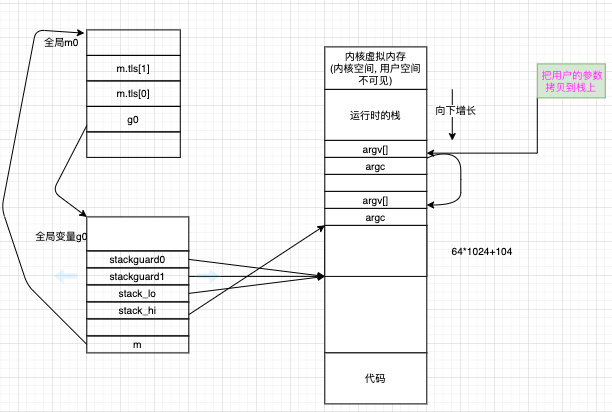 全局m0
m.tls[1]
m.tls[0]
g0
全局变量g0
stackguard0
stackguard1
stack_lo
stack_hi
m
内核虚拟内存
(内核空间, 用户空间
不可见)
运行时的栈
argv[]
argc
argv[]
argc
代码
向下增长
把用户的参数
拷贝到栈上
64*1024+104